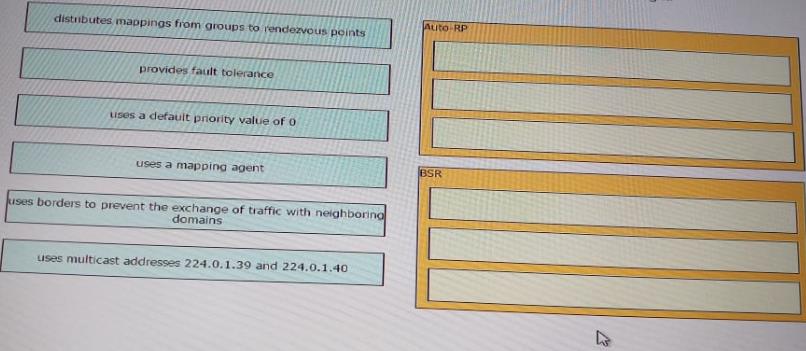 distributes mappings from groups to rendezvous points
provides fault tolerance
uses a default priority value of 0
uses a mapping agent
uses borders to prevent the exchange of traffic with neighboring
domains
uses multicast addresses 224.0.1.39 and 224.0.1.40
Auto-RP
BSR